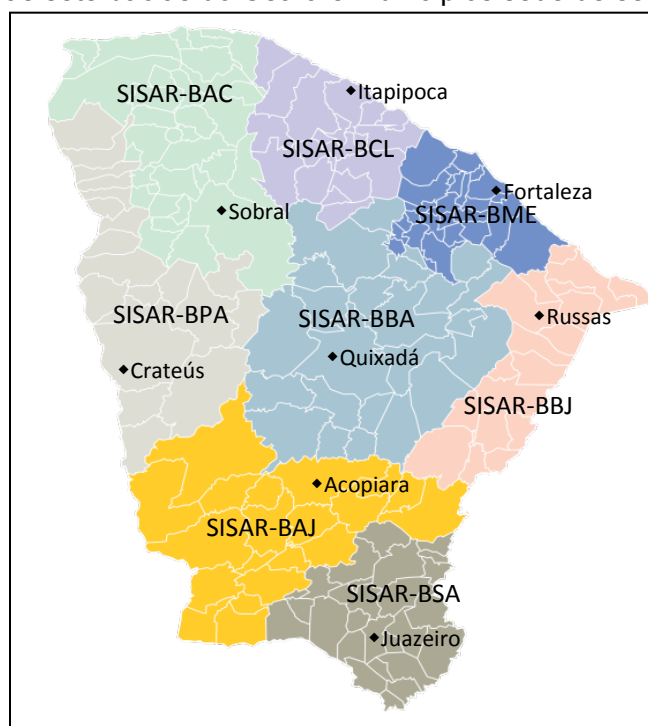 SISAR-BAC
Itapipoca
SISAR-BCL
Fortaleza
Sobral
SISAR-BME
SISAR-BPA
SISAR-BBA
Russas
Crateús
Quixadá
SISAR-BBJ
Acopiara
SISAR-BAJ
SISAR-BSA
Juazeiro